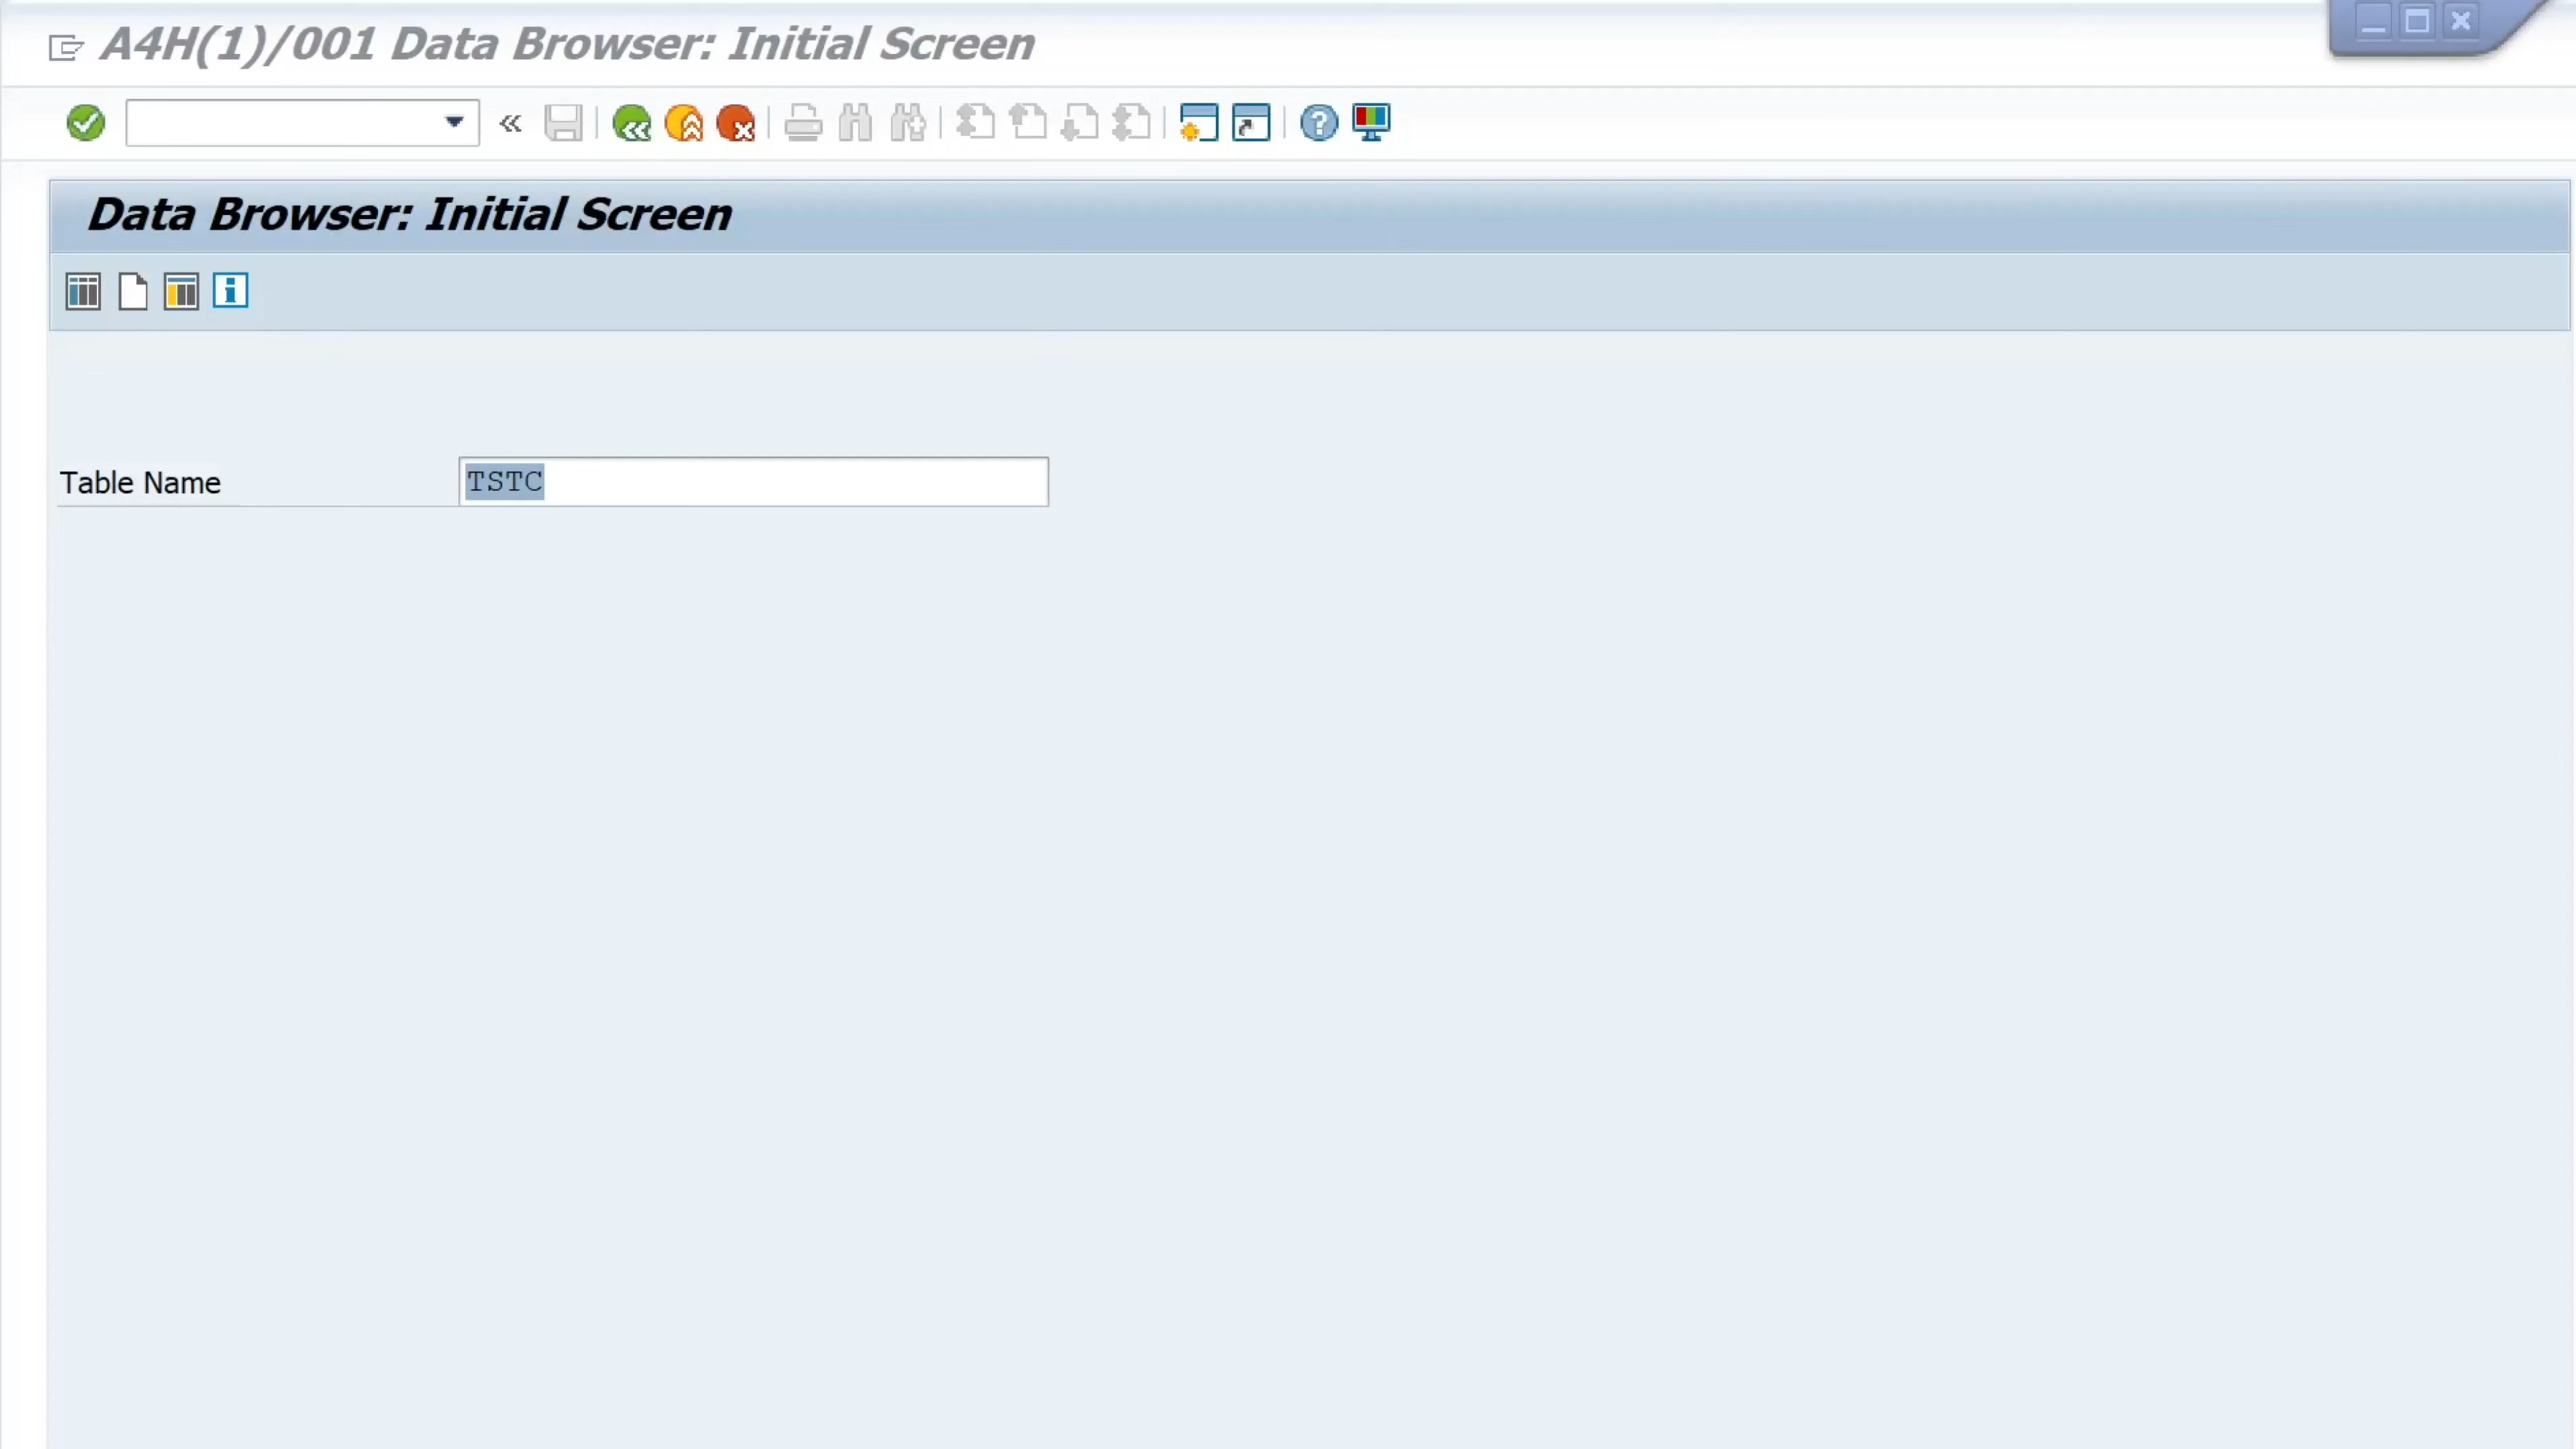 A4H(1)/001 Data Browser: Initial Screen
Data Browser: Initial Screen
Table Name
TSTC